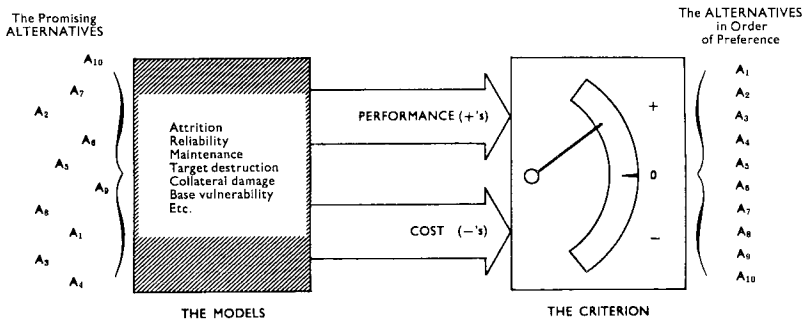 The Promising
ALTERNATIVES
A₁₀
A₇
A₂
A₆
A₅
A₉
A₈
A₁
A₃
A₄
Attrition
Reliability
Maintenance
Target destruction
Collateral damage
Base vulnerability
Etc.
THE MODELS
PERFORMANCE (+'s)
COST (−'s)
+
0
−
THE CRITERION
The ALTERNATIVES
in Order
of Preference
A₁
A₂
A₃
A₄
A₅
A₆
A₇
A₈
A₉
A₁₀